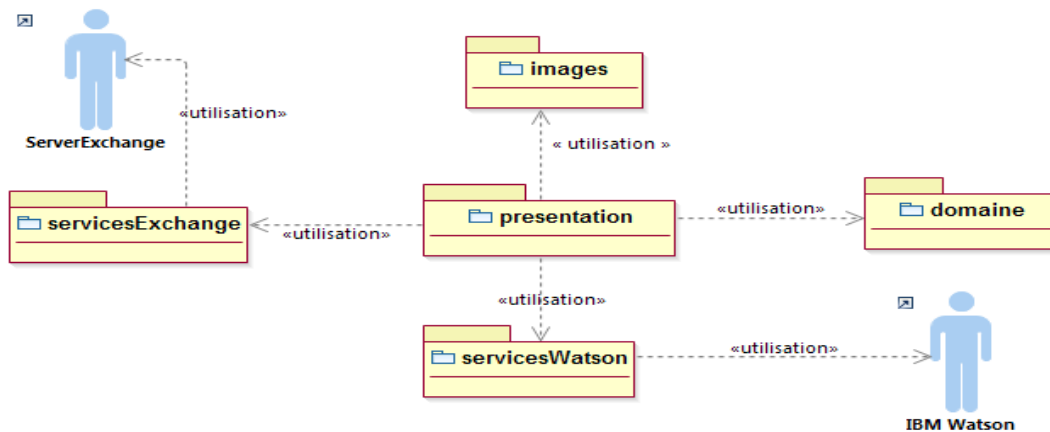 images
«utilisation»
ServerExchange
« utilisation »
servicesExchange
presentation
domaine
«utilisation»
«utilisation»
«utilisation»
servicesWatson
«utilisation»
IBM Watson